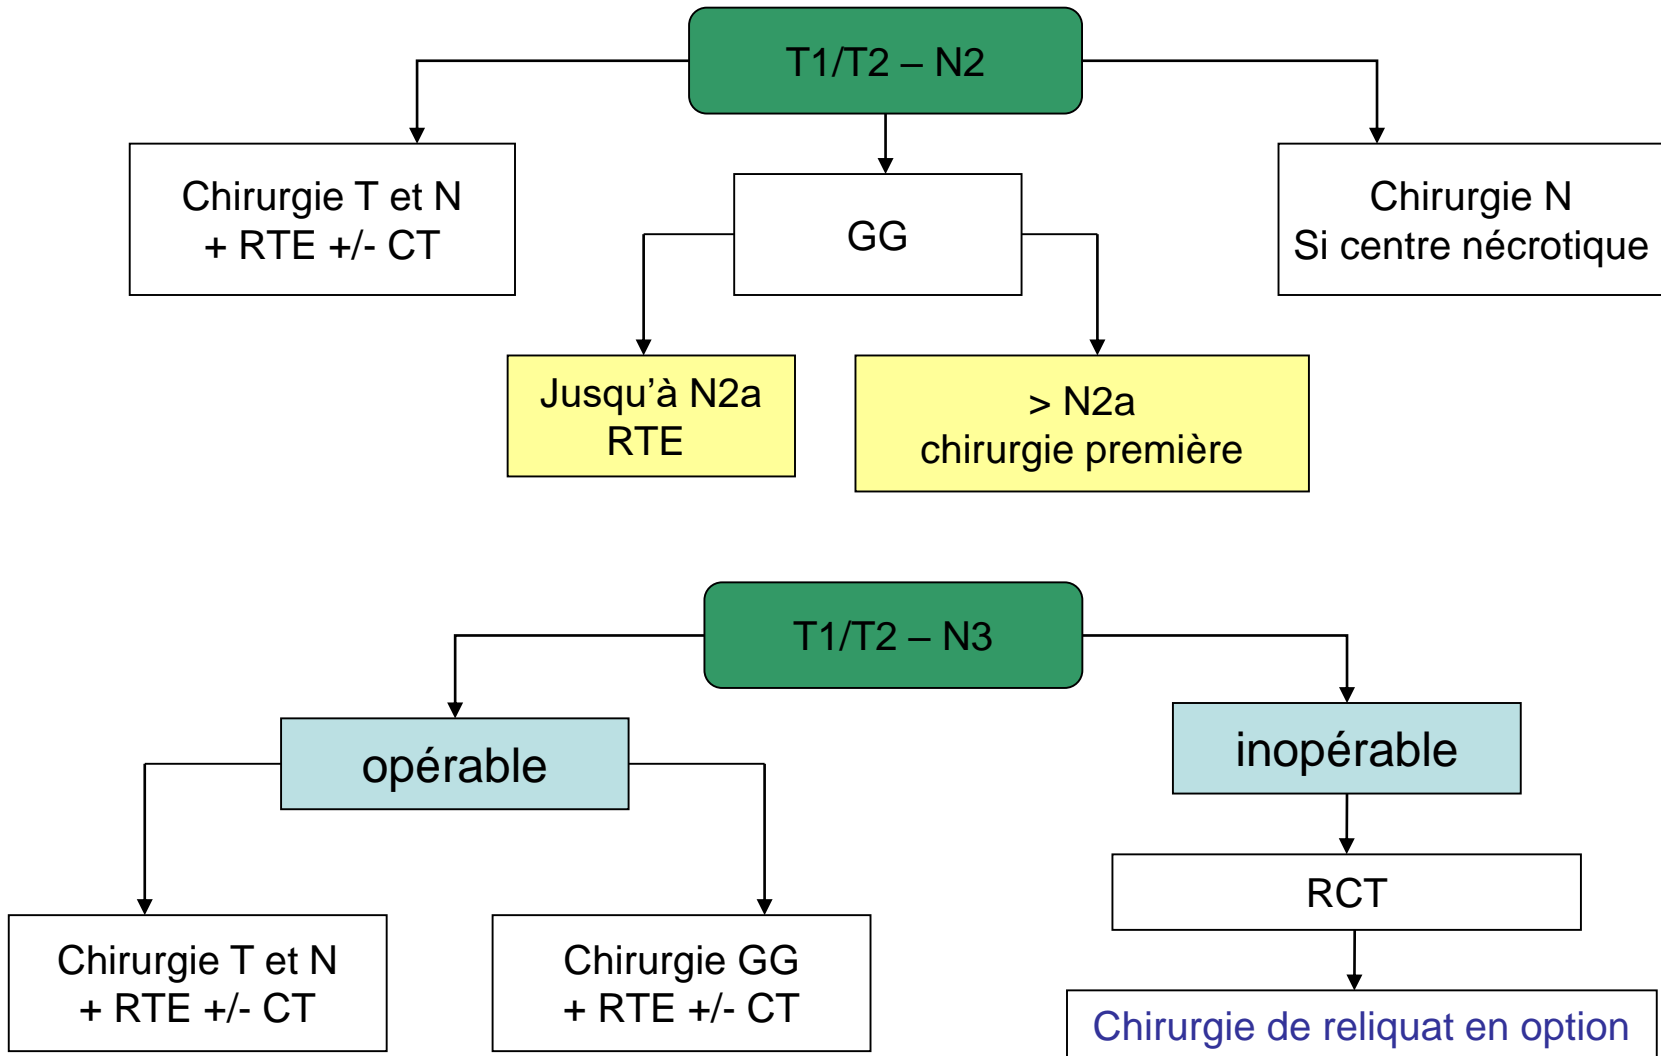 T1/T2 – N2
Chirurgie T et N
+ RTE +/- CT
GG
Chirurgie N
Si centre nécrotique
Jusqu’à N2a
RTE
> N2a
chirurgie première
T1/T2 – N3
opérable
inopérable
RCT
Chirurgie T et N
+ RTE +/- CT
Chirurgie GG
+ RTE +/- CT
Chirurgie de reliquat en option